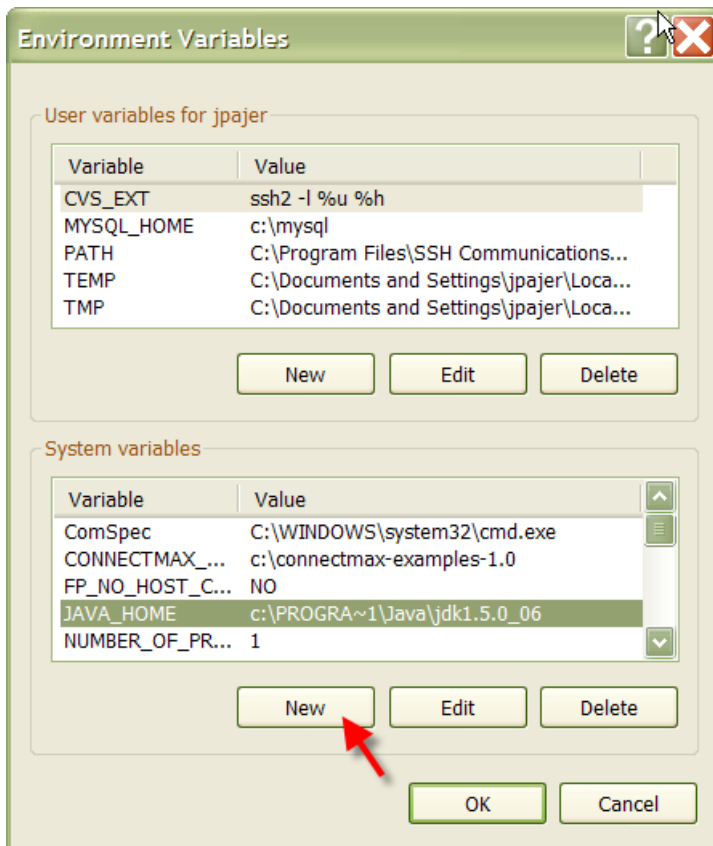 Environment Variables
User variables for jpajer
Variable Value
CVS_EXT ssh2 -l %u %h
MYSQL_HOME c:\mysql
PATH C:\Program Files\SSH Communications...
TEMP C:\Documents and Settings\jpajer\Loca...
TMP C:\Documents and Settings\jpajer\Loca...
New Edit Delete
System variables
Variable Value
ComSpec C:\WINDOWS\system32\cmd.exe
CONNECTMAX_... c:\connectmax-examples-1.0
FP_NO_HOST_C... NO
JAVA_HOME c:\PROGRA~1\Java\jdk1.5.0_06
NUMBER_OF_PR... 1
New Edit Delete
OK Cancel